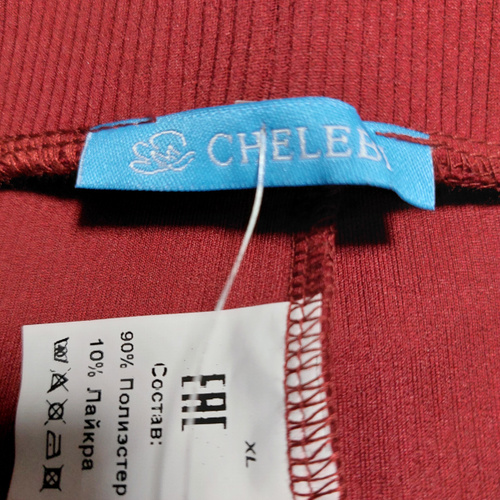 CHELEBI
XL
EAC
Состав:
90% Полиэстер
10% Лайкра